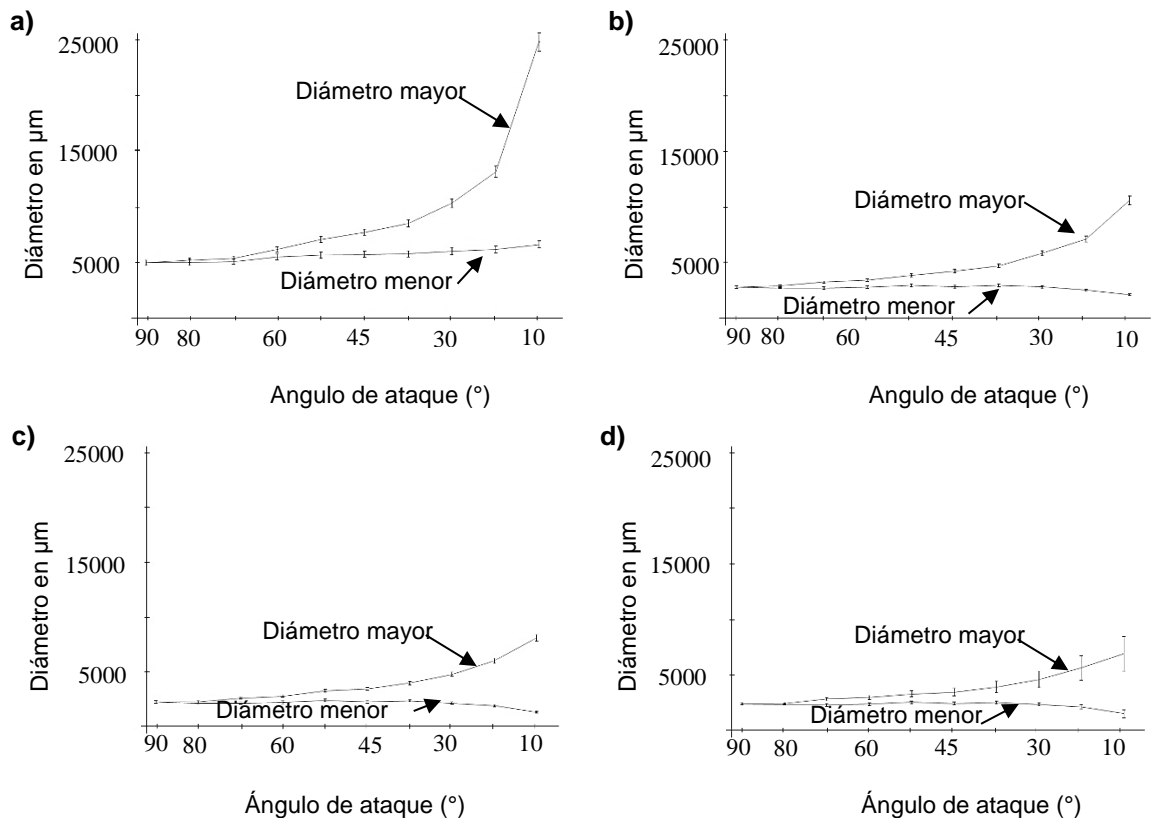 a)
Diámetro en µm
25000
15000
5000
Diámetro mayor
Diámetro menor
90 80 60 45 30 10
Angulo de ataque (°)
b)
Diámetro en µm
25000
15000
5000
Diámetro mayor
Diámetro menor
90 80 60 45 30 10
Angulo de ataque (°)
c)
Diámetro en µm
25000
15000
5000
Diámetro mayor
Diámetro menor
90 80 60 45 30 10
Ángulo de ataque (°)
d)
Diámetro en µm
25000
15000
5000
Diámetro mayor
Diámetro menor
90 80 60 45 30 10
Ángulo de ataque (°)